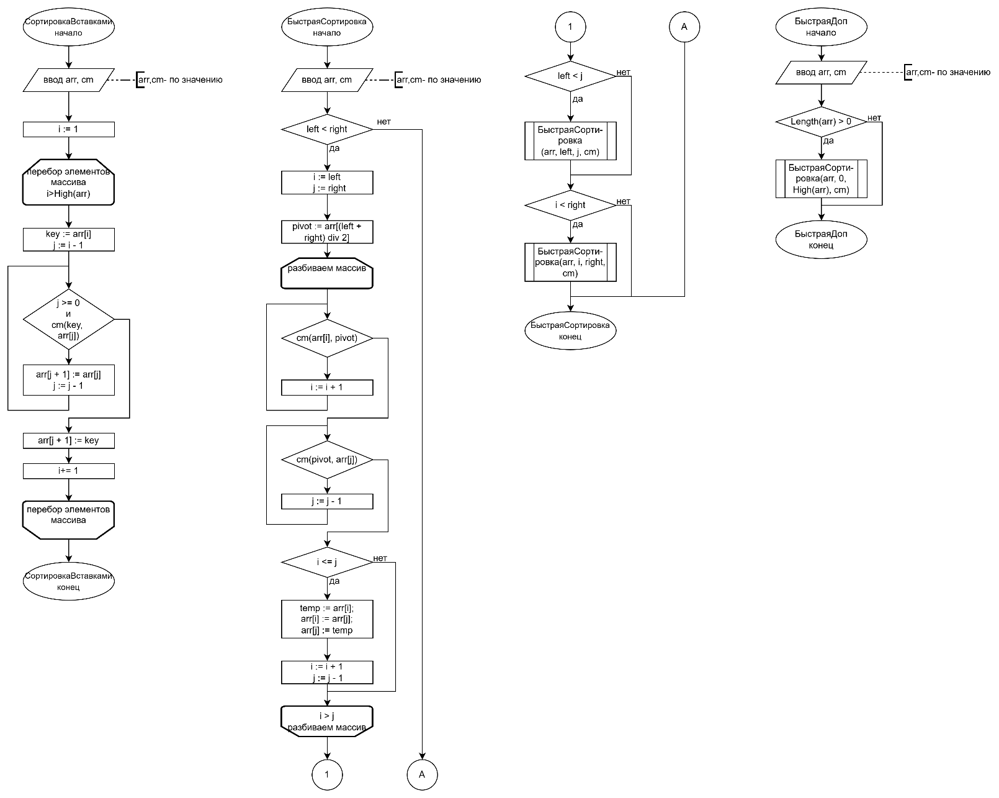 СортировкаВставками
начало
ввод arr, cm
arr,cm- по значению
i := 1
перебор элементов
массива
i>High(arr)
key := arr[i]
j := i - 1
j >= 0
и
cm(key,
arr[j])
arr[j + 1] := arr[j]
j := j - 1
arr[j + 1] := key
i+= 1
перебор элементов
массива
СортировкаВставками
конец
БыстраяСортировка
начало
ввод arr, cm
arr,cm- по значению
left < right
нет
да
i := left
j := right
pivot := arr[(left +
right) div 2]
разбиваем массив
cm(arr[i], pivot)
i := i + 1
cm(pivot, arr[j])
j := j - 1
i <= j
нет
да
temp := arr[i];
arr[i] := arr[j];
arr[j] := temp
i := i + 1
j := j - 1
i > j
разбиваем массив
1
A
1
A
left < j
нет
да
БыстраяСорти-
ровка
(arr, left, j, cm)
i < right
нет
да
БыстраяСорти-
ровка(arr, i, right,
cm)
БыстраяСортировка
конец
БыстраяДоп
начало
ввод arr, cm
arr,cm- по значению
Length(arr) > 0
нет
да
БыстраяСорти-
ровка(arr, 0,
High(arr), cm)
БыстраяДоп
конец